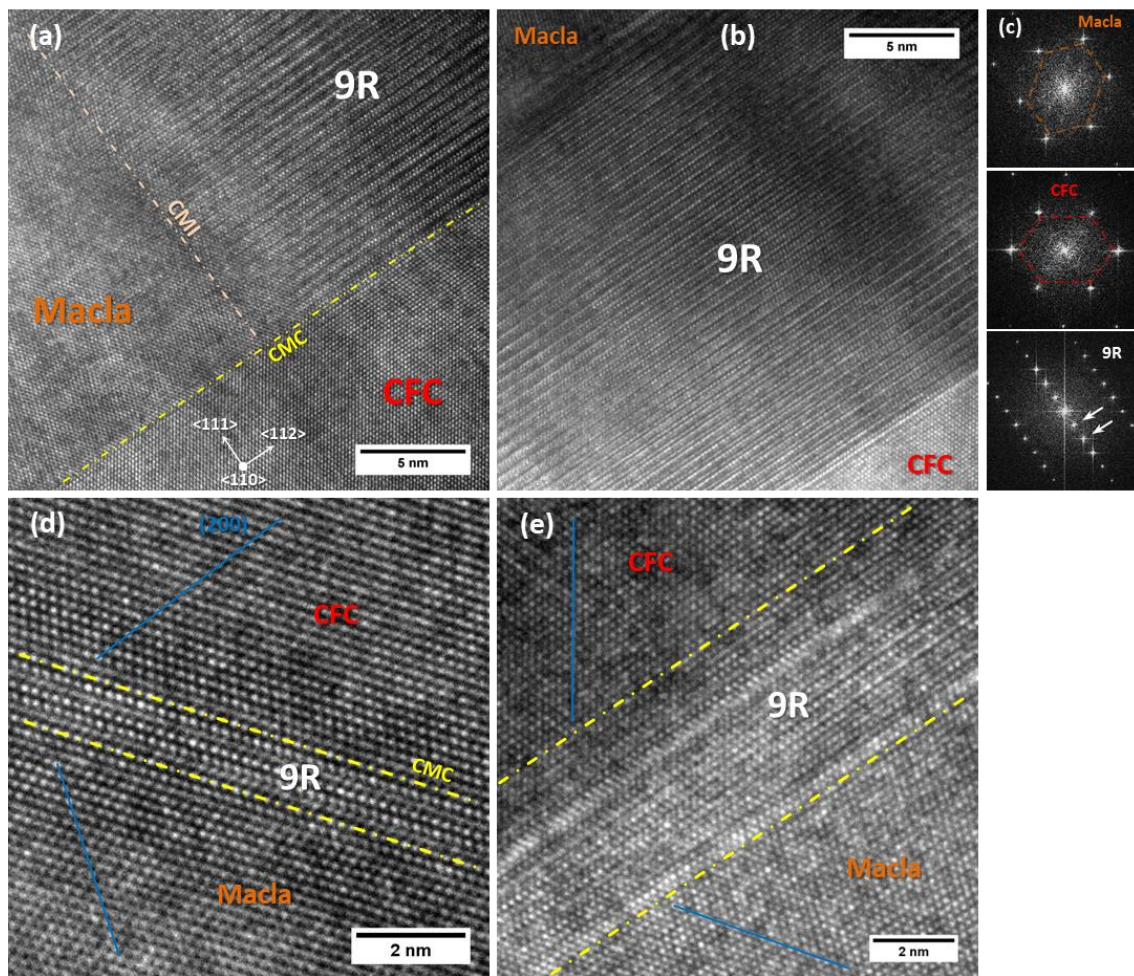 (a)
9R
CMI
Macla
CMC
CFC
<111>
<112>
<110>
5 nm
Macla
(b)
5 nm
9R
CFC
(c)
Macla
CFC
9R
(d)
(200)
CFC
CMC
9R
Macla
2 nm
(e)
CFC
9R
Macla
2 nm